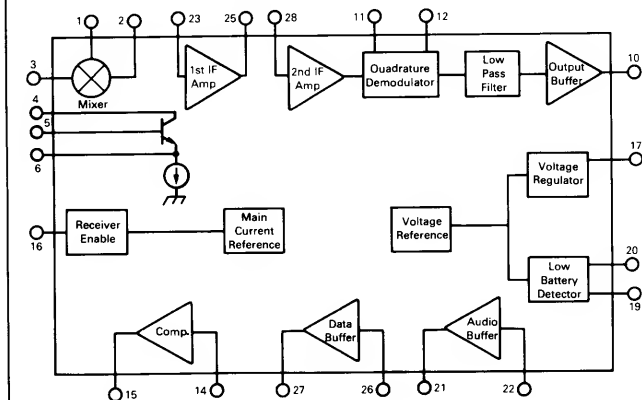 1
2
23
25
28
11
12
3
Mixer
1st IF
Amp
2nd IF
Amp
Quadrature
Demodulator
Low
Pass
Filter
Output
Buffer
10
4
5
6
17
Voltage
Regulator
16
Receiver
Enable
Main
Current
Reference
Voltage
Reference
20
Low
Battery
Detector
19
Comp.
Data
Buffer
Audio
Buffer
15
14
27
26
21
22